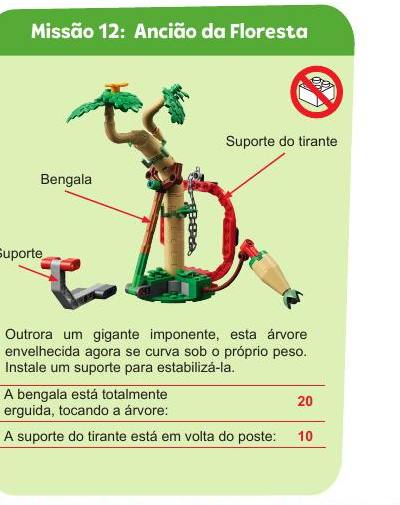 Missão 12: Ancião da Floresta
Suporte do tirante
Bengala
Suporte
Outrora um gigante imponente, esta árvore
envelhecida agora se curva sob o próprio peso.
Instale um suporte para estabilizá-la.
A bengala está totalmente
erguida, tocando a árvore: 20
A suporte do tirante está em volta do poste: 10